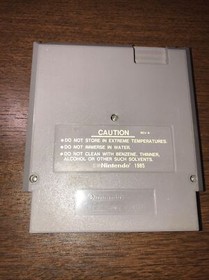 CAUTION
●DO NOT STORE IN EXTREME TEMPERATURES.
●DO NOT IMMERSE IN WATER.
●DO NOT CLEAN WITH BENZENE, THINNER,
ALCOHOL OR OTHER SUCH SOLVENTS.
Nintendo 1985